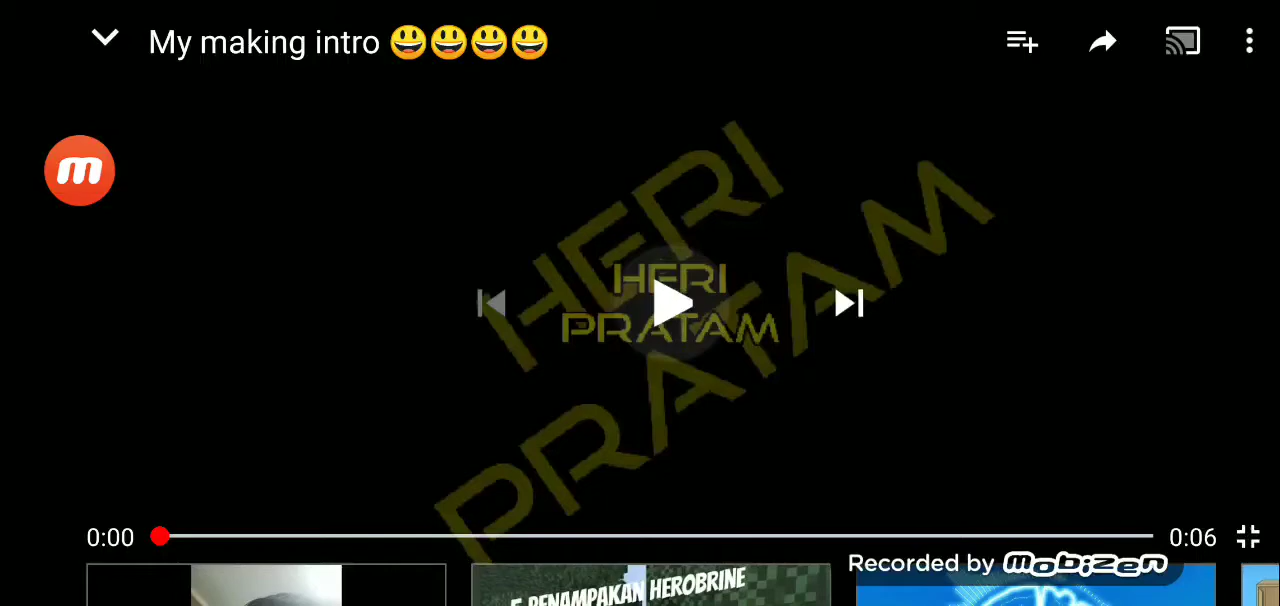 My making intro 😃😃😃😃
m
HERI
PRATAM
HERI
PRATAM
0:00
0:06
Recorded by Mobizen
5 PENAMPAKAN HEROBRINE